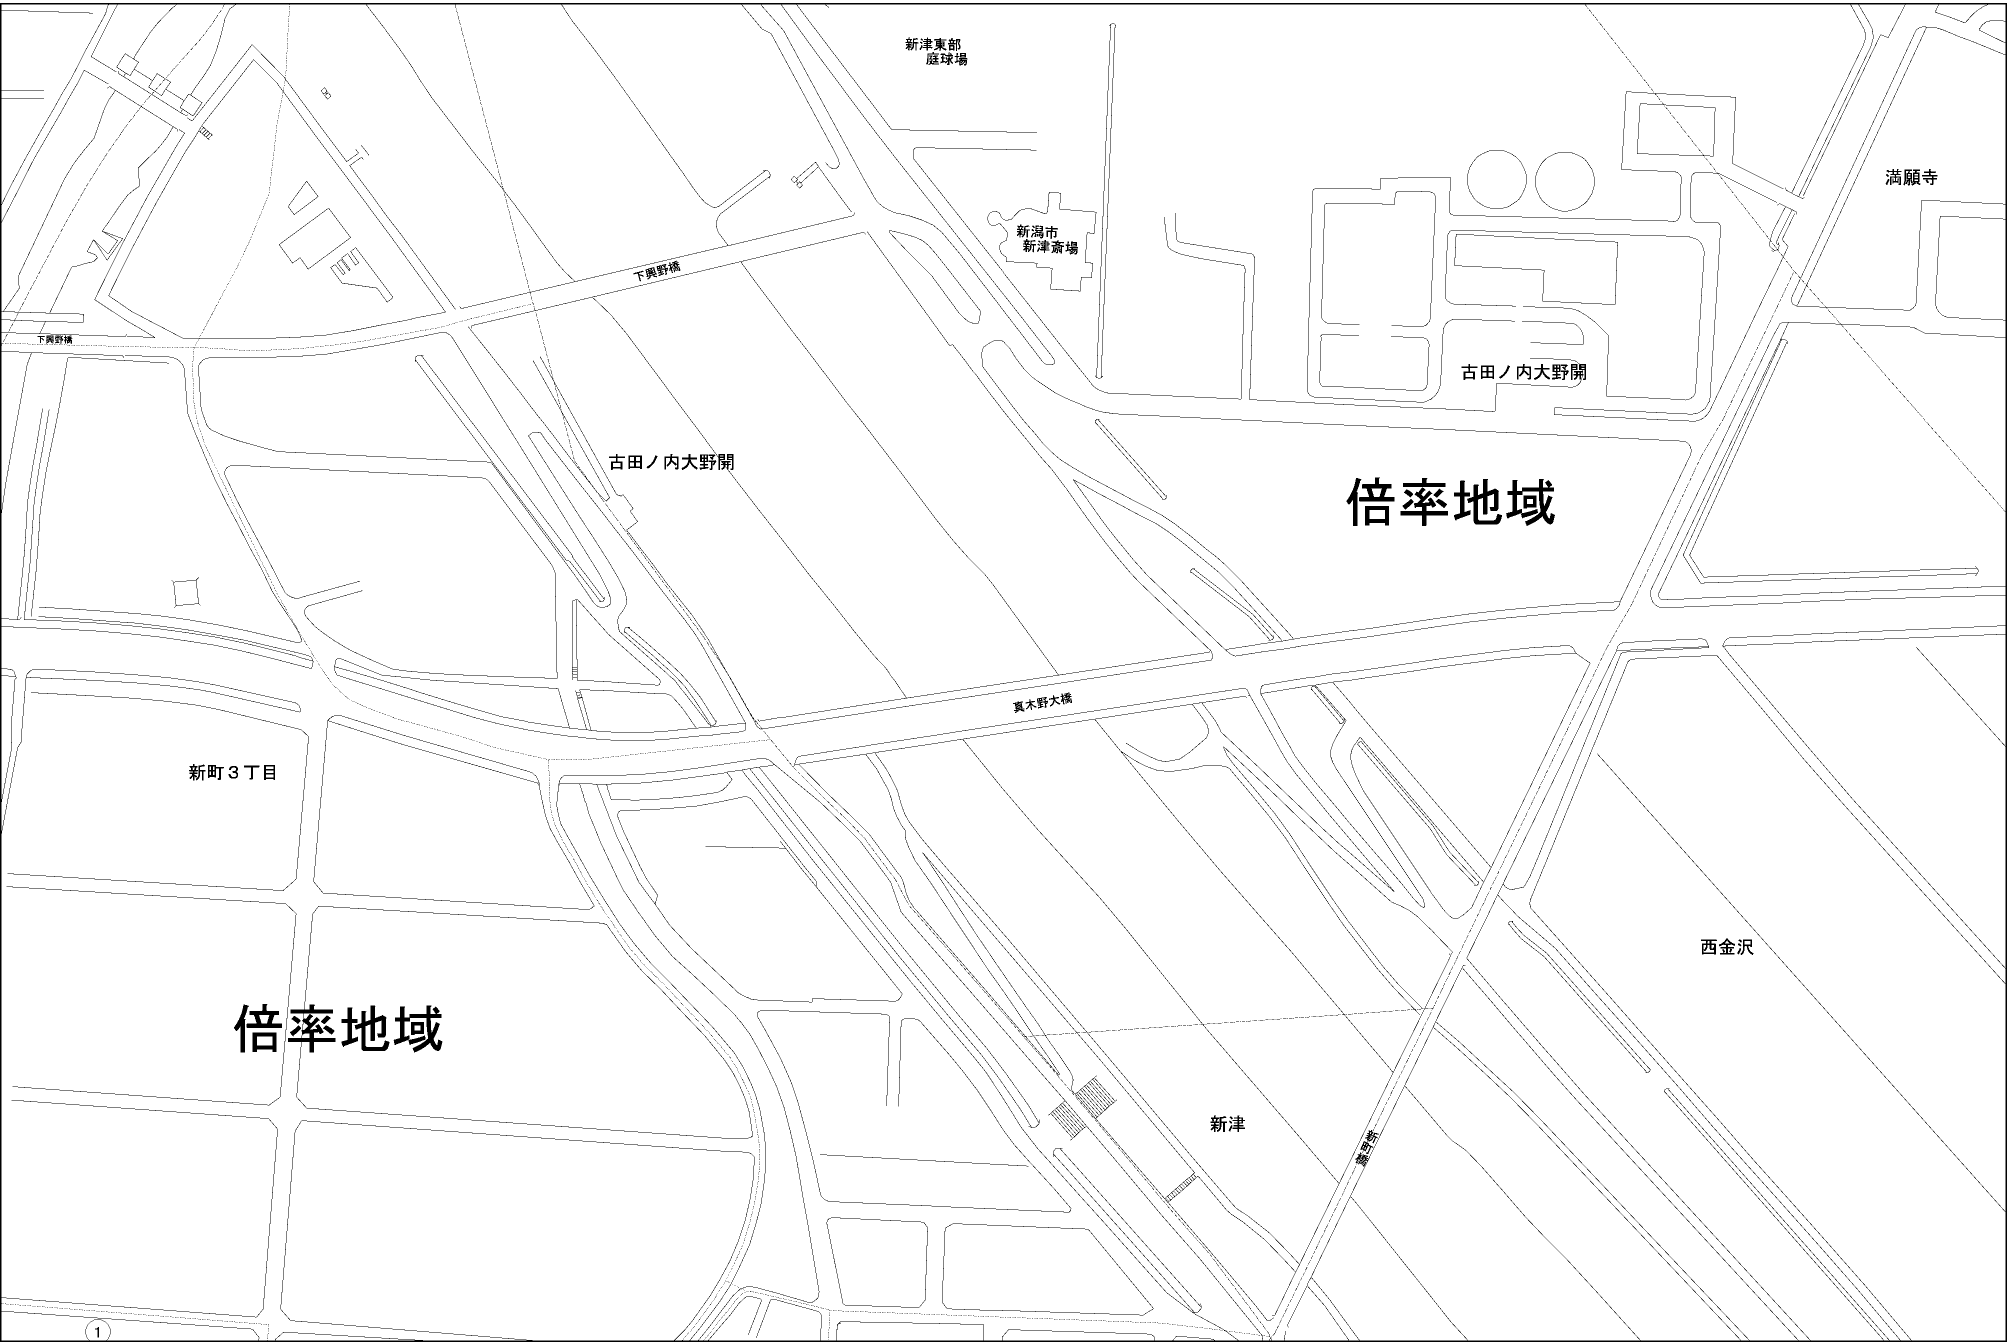 新津東部
庭球場
満願寺
新潟市
新津斎場
下興野橋
下興野橋
古田ノ内大野開
古田ノ内大野開
倍率地域
真木野大橋
新町3丁目
西金沢
倍率地域
新津
新町橋
1